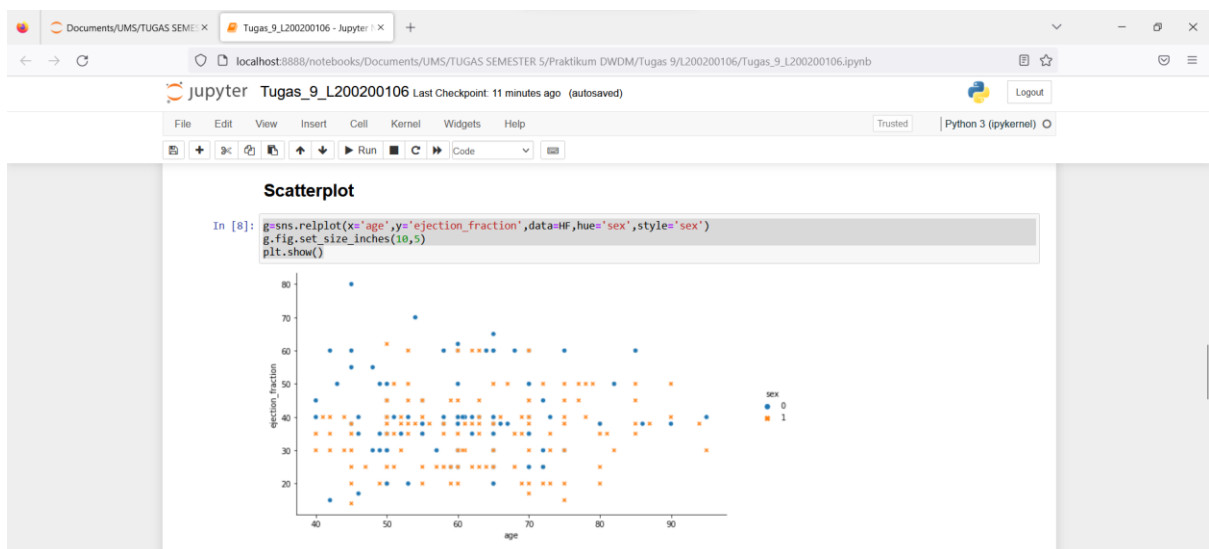 Documents/UMS/TUGAS SEMES
Tugas_9_L200200106 - Jupyter N
localhost:8888/notebooks/Documents/UMS/TUGAS SEMESTER 5/Praktikum DWDM/Tugas 9/L200200106/Tugas_9_L200200106.ipynb
jupyter Tugas_9_L200200106 Last Checkpoint: 11 minutes ago (autosaved)
Logout
File Edit View Insert Cell Kernel Widgets Help
Trusted
Python 3 (ipykernel)
Run
Code
Scatterplot
In [8]: g=sns.relplot(x='age',y='ejection_fraction',data=HF,hue='sex',style='sex')
g.fig.set_size_inches(10,5)
plt.show()
80
70
60
50
40
30
20
ejection_fraction
40 50 60 70 80 90
age
sex
0
1